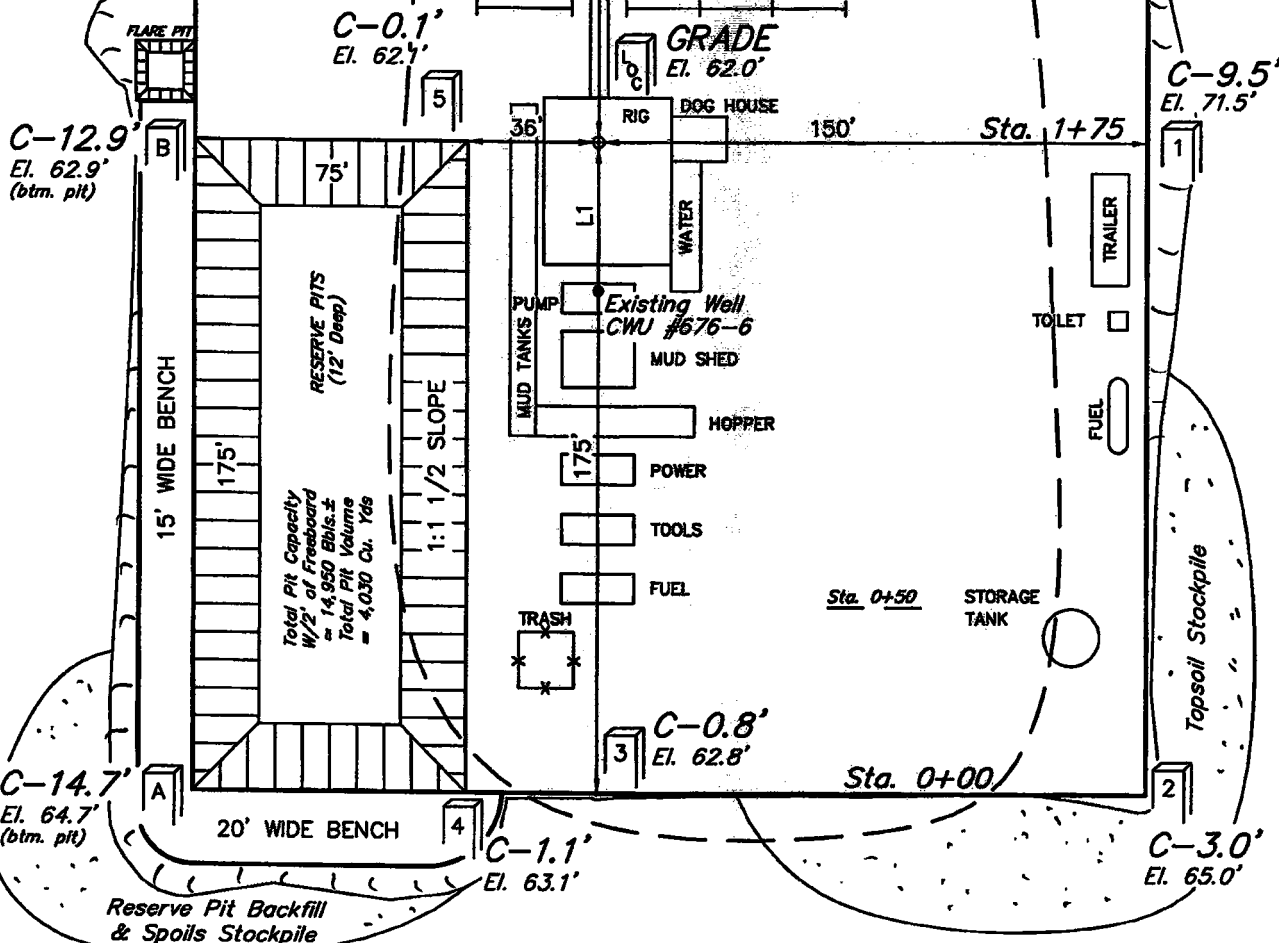 FLARE PIT
C-0.1'
El. 62.1'
5
LOC
GRADE
El. 62.0'
C-9.5'
El. 71.5'
1
C-12.9'
El. 62.9'
(btm. pit)
B
75'
36'
RIG
DOG HOUSE
150'
Sta. 1+75
L1
WATER
TRAILER
TOILET
FUEL
RESERVE PITS
(12' Deep)
PUMP
Existing Well
CWU #676-6
MUD TANKS
MUD SHED
HOPPER
175'
POWER
TOOLS
FUEL
TRASH
15' WIDE BENCH
175'
1:1 1/2 SLOPE
Total Pit Capacity
W/2' of Freeboard
= 14,950 Bbls.±
Total Pit Volume
= 4,030 Cu. Yds
Sta. 0+50
STORAGE
TANK
Topsoil Stockpile
3
C-0.8'
El. 62.8'
Sta. 0+00
2
C-3.0'
El. 65.0'
C-14.7'
El. 64.7'
(btm. pit)
A
20' WIDE BENCH
4
C-1.1'
El. 63.1'
Reserve Pit Backfill
& Spoils Stockpile